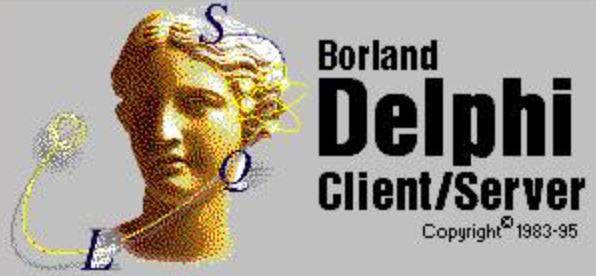 S
Q
L
Borland
Delphi
Client/Server
Copyright© 1983-95